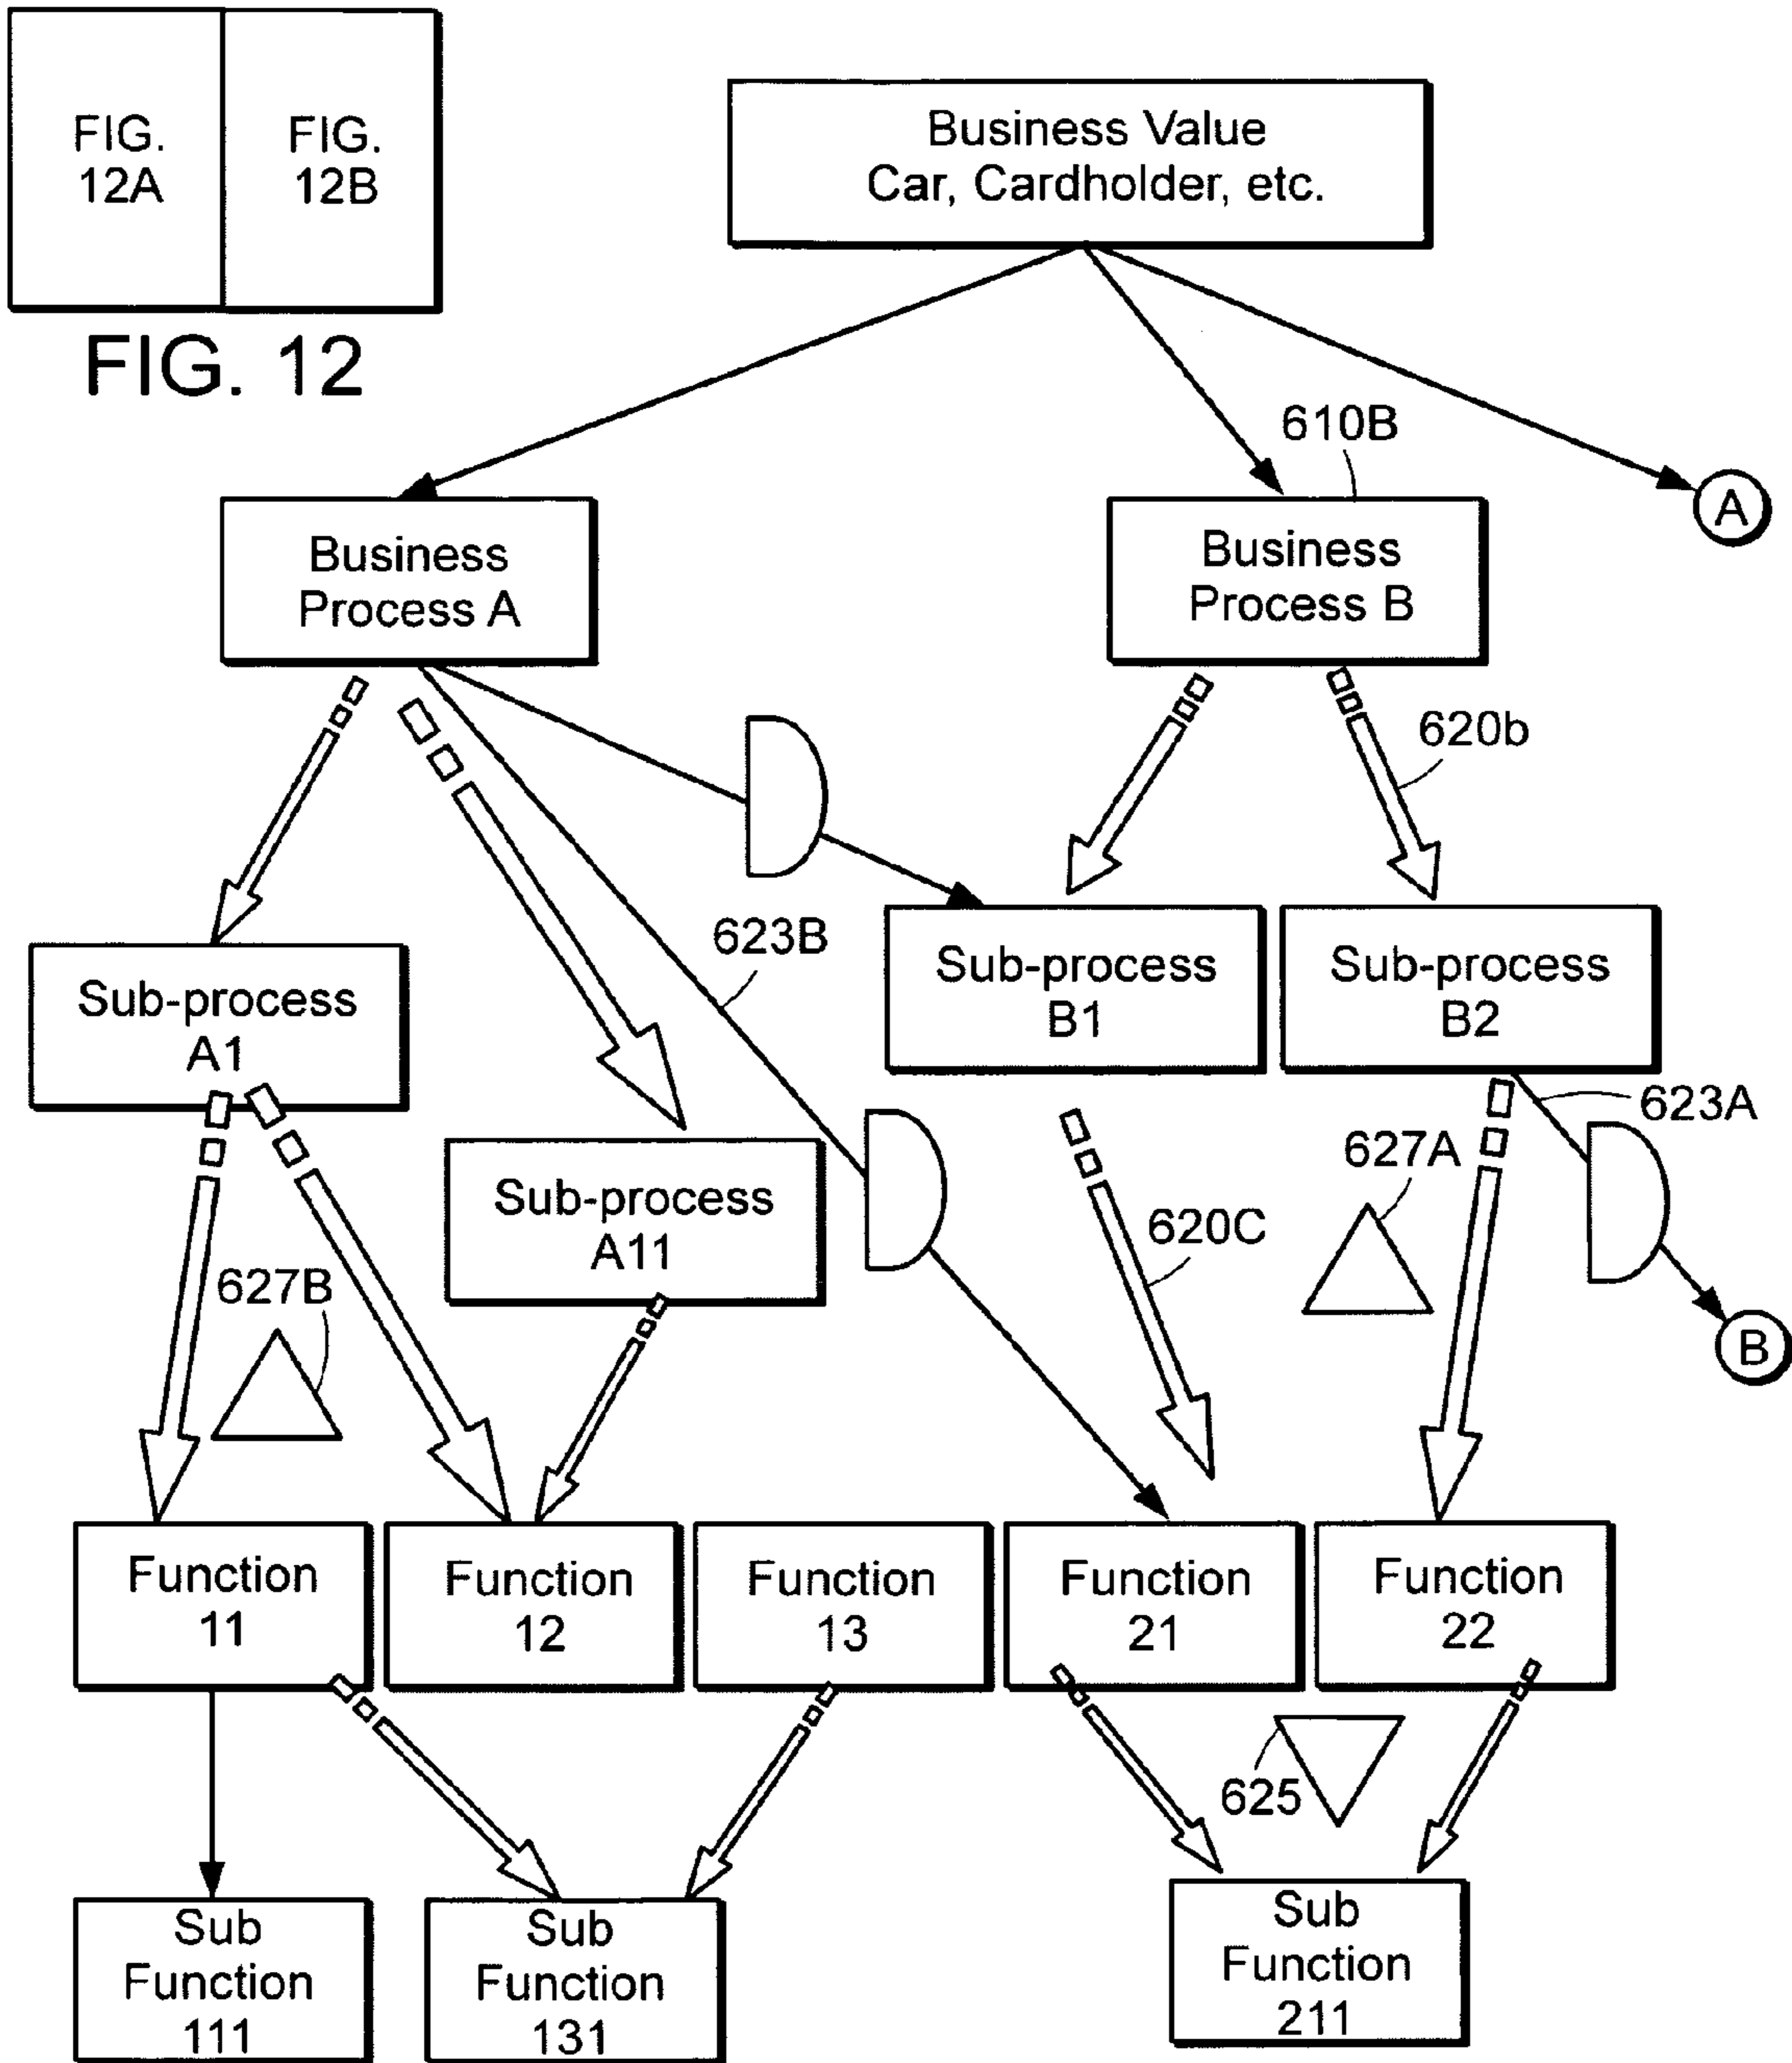 FIG.
12A
FIG.
12B
FIG. 12
Business Value
Car, Cardholder, etc.
610B
A
Business
Process A
Business
Process B
620b
623B
Sub-process
A1
Sub-process
B1
Sub-process
B2
623A
627A
Sub-process
A11
620C
627B
B
Function
11
Function
12
Function
13
Function
21
Function
22
625
Sub
Function
111
Sub
Function
131
Sub
Function
211